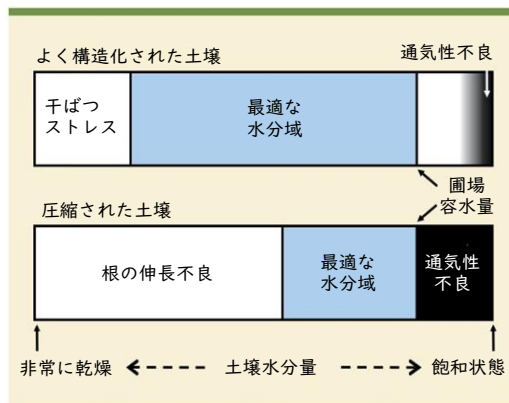 よく構造化された土壌
通気性不良
干ばつ
ストレス
最適な
水分域
圃場
容水量
圧縮された土壌
根の伸長不良
最適な
水分域
通気性
不良
非常に乾燥
土壌水分量
飽和状態